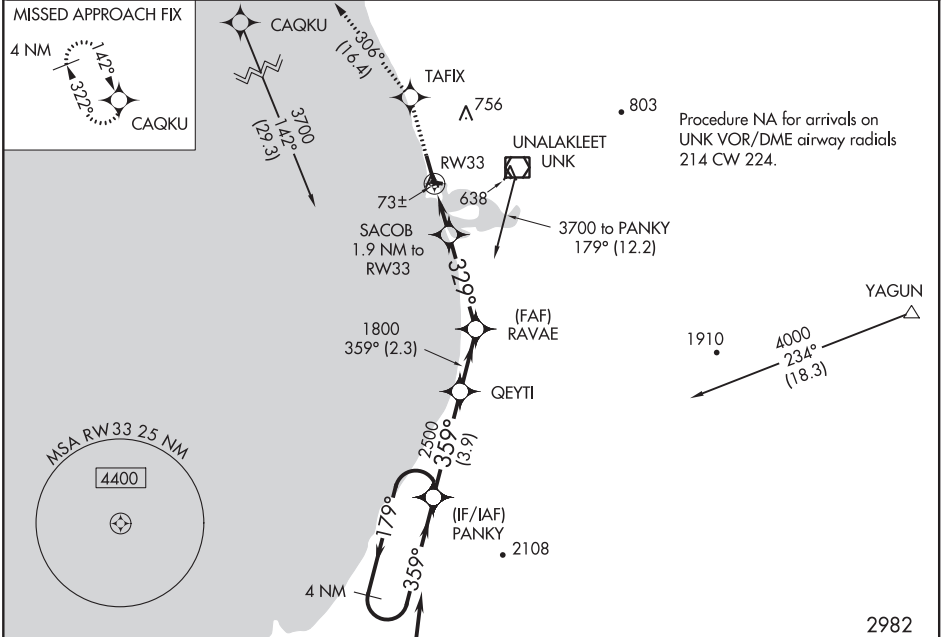 MISSED APPROACH FIX
4 NM
142°
322°
CAQKU
CAQKU
3700
142°
(29.3)
306°
(16.4)
TAFIX
756
803
Procedure NA for arrivals on
UNK VOR/DME airway radials
214 CW 224.
UNALAKLEET
UNK
RW33
73±
638
3700 to PANKY
179° (12.2)
SACOB
1.9 NM to
RW33
329°
(FAF)
RAVAE
1800
359° (2.3)
QEYTI
YAGUN
1910
4000
234°
(18.3)
2500
359°
(3.9)
MSA RW33 25 NM
4400
(IF/IAF)
PANKY
179°
359°
2108
4 NM
2982